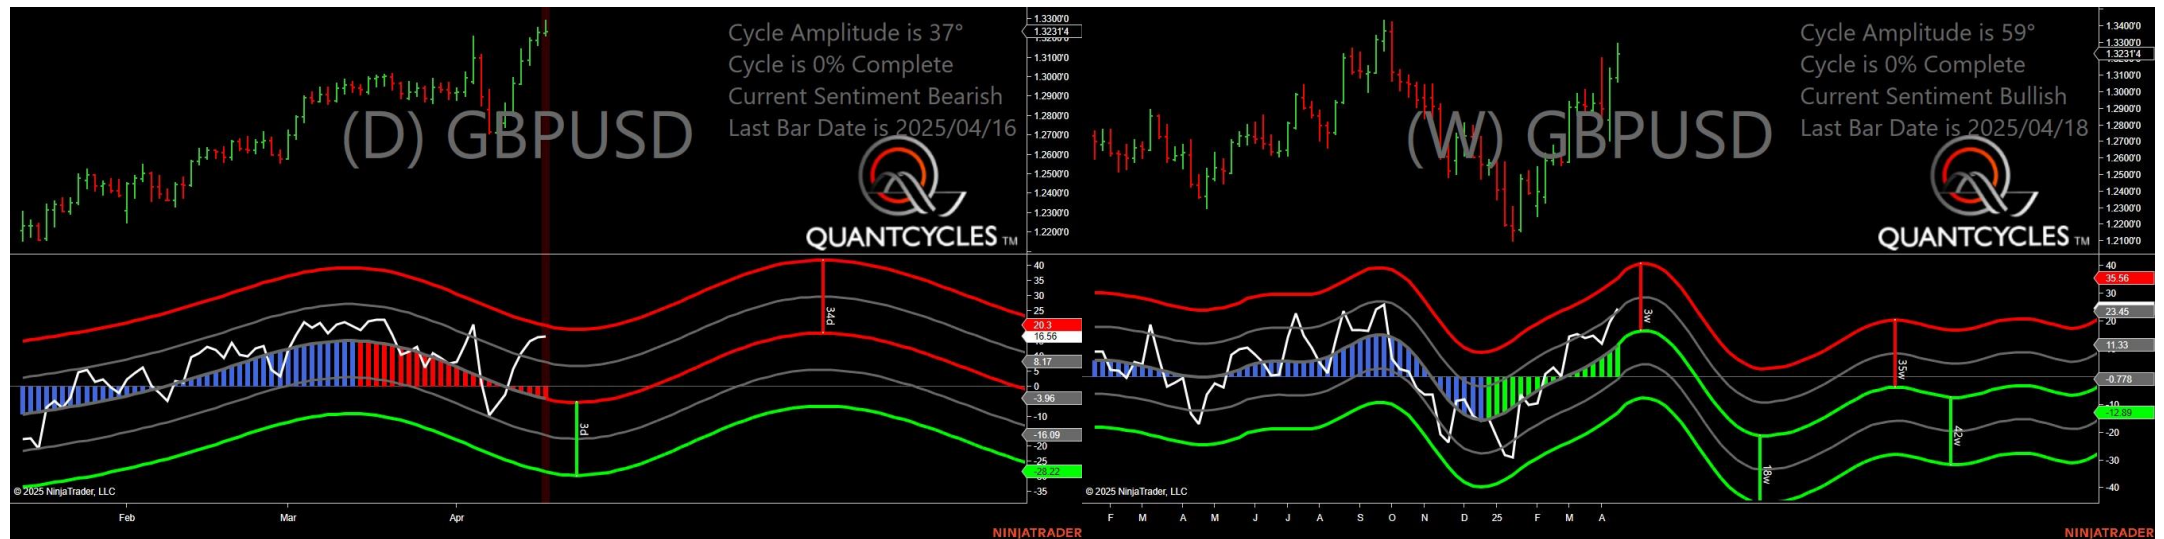 Cycle Amplitude is 37°
Cycle is 0% Complete
Current Sentiment Bearish
Last Bar Date is 2025/04/16
(D) GBPUSD
QUANTCYCLES TM
1.3300'0
1.3231'4
1.3100'0
1.3000'0
1.2900'0
1.2800'0
1.2700'0
1.2600'0
1.2500'0
1.2400'0
1.2300'0
1.2200'0
40
35
30
25
20.3
16.56
8.17
5
0
-3.96
-10
-16.09
-20
-25
-28.22
-35
34d
3d
© 2025 NinjaTrader, LLC
Feb Mar Apr
NINJATRADER
Cycle Amplitude is 59°
Cycle is 0% Complete
Current Sentiment Bullish
Last Bar Date is 2025/04/18
(W) GBPUSD
QUANTCYCLES TM
1.3400'0
1.3300'0
1.3231'4
1.3100'0
1.3000'0
1.2900'0
1.2800'0
1.2700'0
1.2600'0
1.2500'0
1.2400'0
1.2300'0
1.2200'0
1.2100'0
40
35.56
30
23.45
20
11.33
-0.778
-12.89
-20
-30
-40
3w
35w
18w
42w
© 2025 NinjaTrader, LLC
F M A M J J A S O N D 25 F M A
NINJATRADER